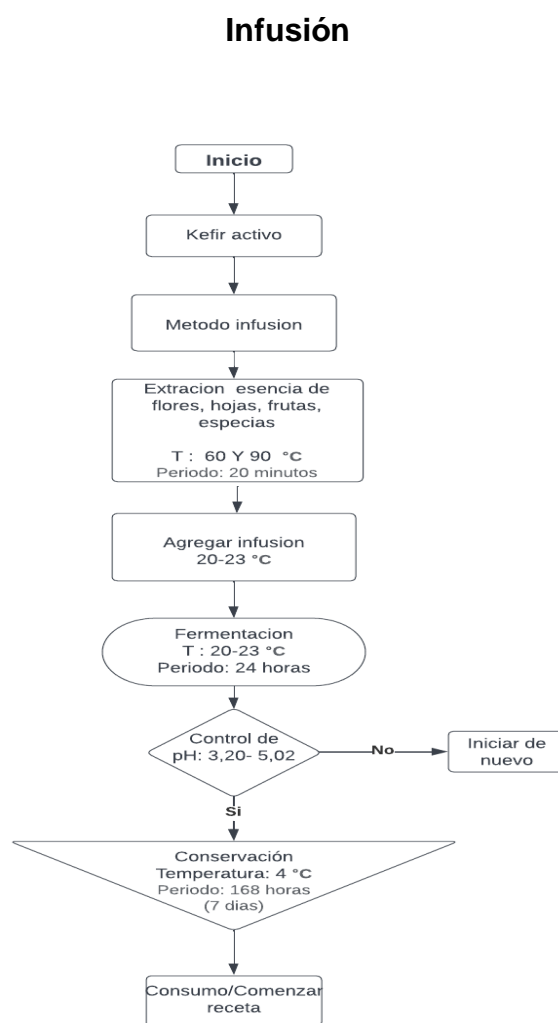 Infusión
Inicio
Kefir activo
Metodo infusion
Extracion esencia de
flores, hojas, frutas,
especias
T : 60 Y 90 °C
Periodo: 20 minutos
Agregar infusion
20-23 °C
Fermentacion
T : 20-23 °C
Periodo: 24 horas
Control de
pH: 3,20- 5,02
No
Iniciar de
nuevo
Si
Conservación
Temperatura: 4 °C
Periodo: 168 horas
(7 dias)
Consumo/Comenzar
receta